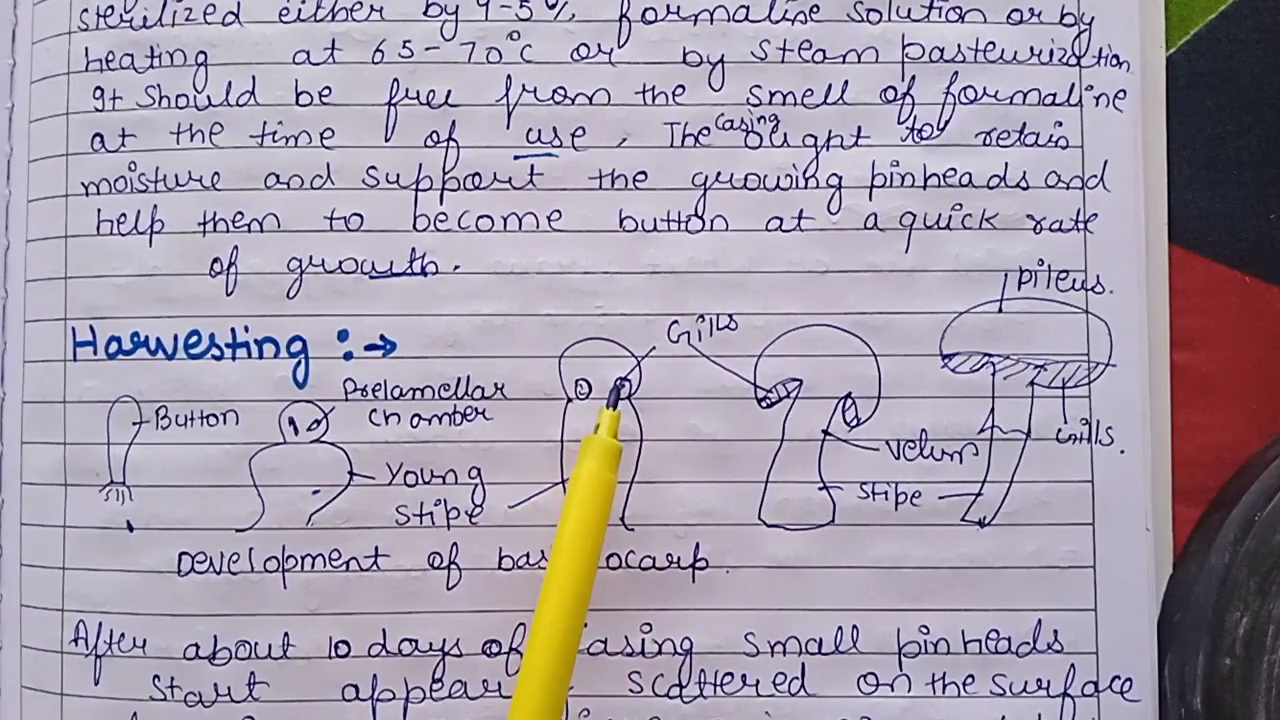 sterilized either by 4-5% formaline solution or by
heating at 65-70°C or by steam pasteurization
It should be free from the smell of formaline
at the time of use, The casing ought to retain
moisture and support the growing pinheads and
help them to become button at a quick rate
of growth.
Pileus.
Harvesting :→
Gills
Prelamellar
chamber
Button
Velum
Gills.
Young
stipe
stipe
Development of bas ocarp.
After about 10 days of casing small pinheads
start appear scattered on the surface